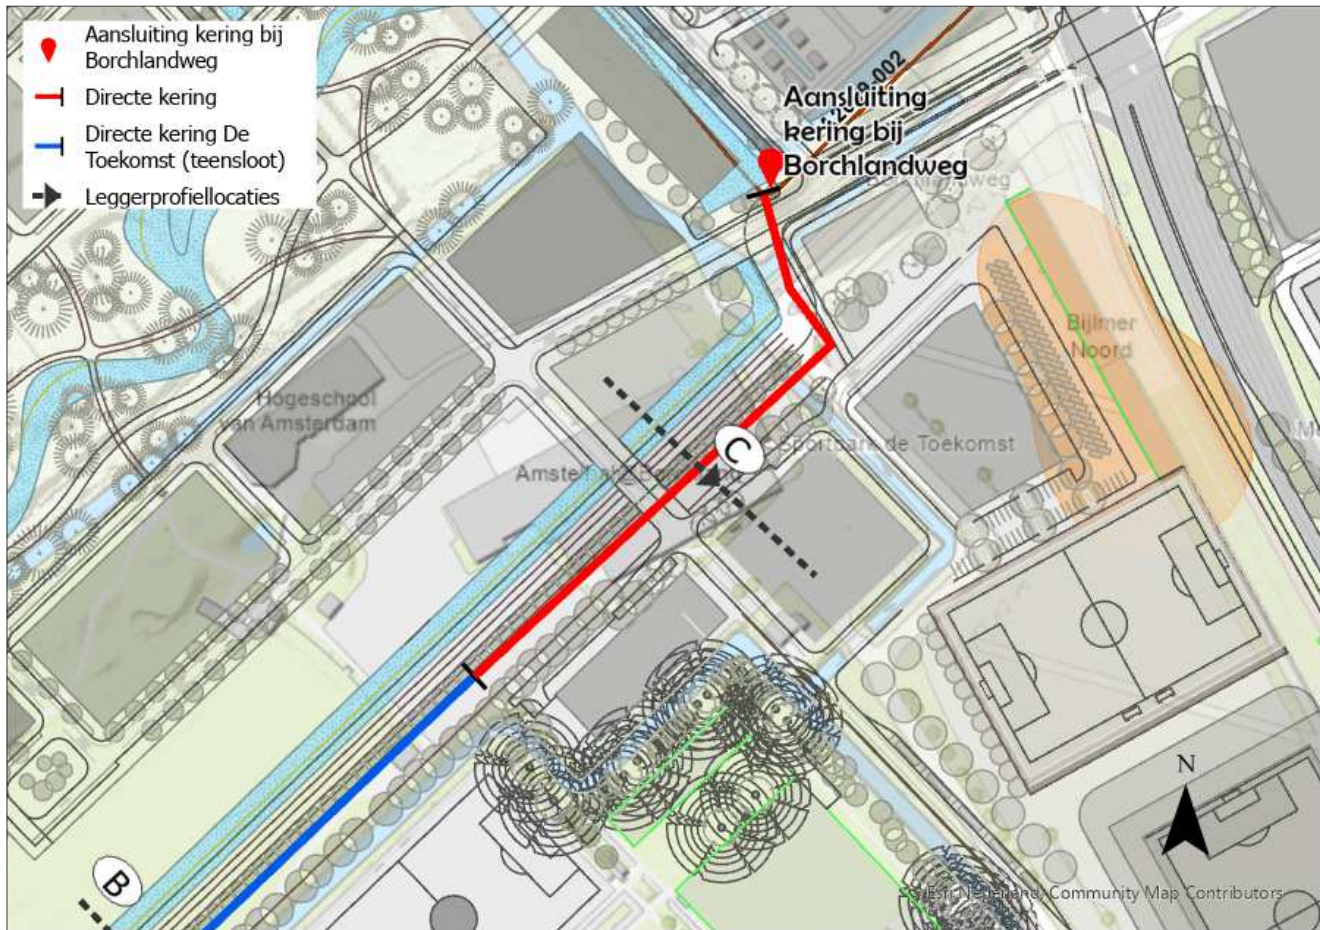 Aansluiting kering bij
Borchlandweg
Directe kering
Directe kering De
Toekomst (teensloot)
Leggerprofiellocaties
Aansluiting
kering bij
Borchlandweg
Bijlmer
Noord
Hogeschool
van Amsterdam
C
Sportpark de Toekomst
B
N
Esri Nederland, Community Map Contributors